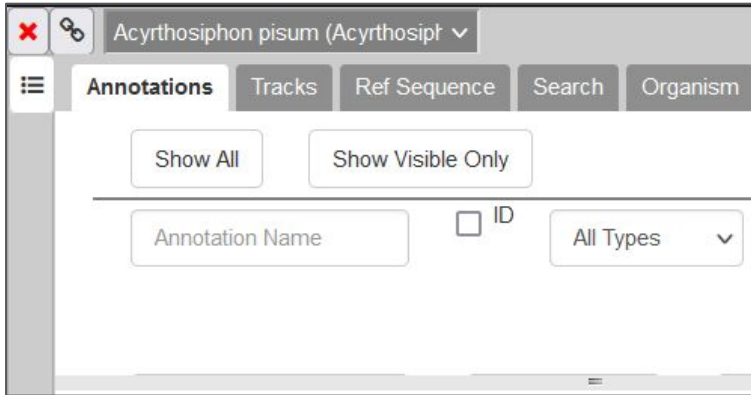 Acyrthosiphon pisum (Acyrthosiph
Annotations Tracks Ref Sequence Search Organism
Show All Show Visible Only
Annotation Name ID All Types